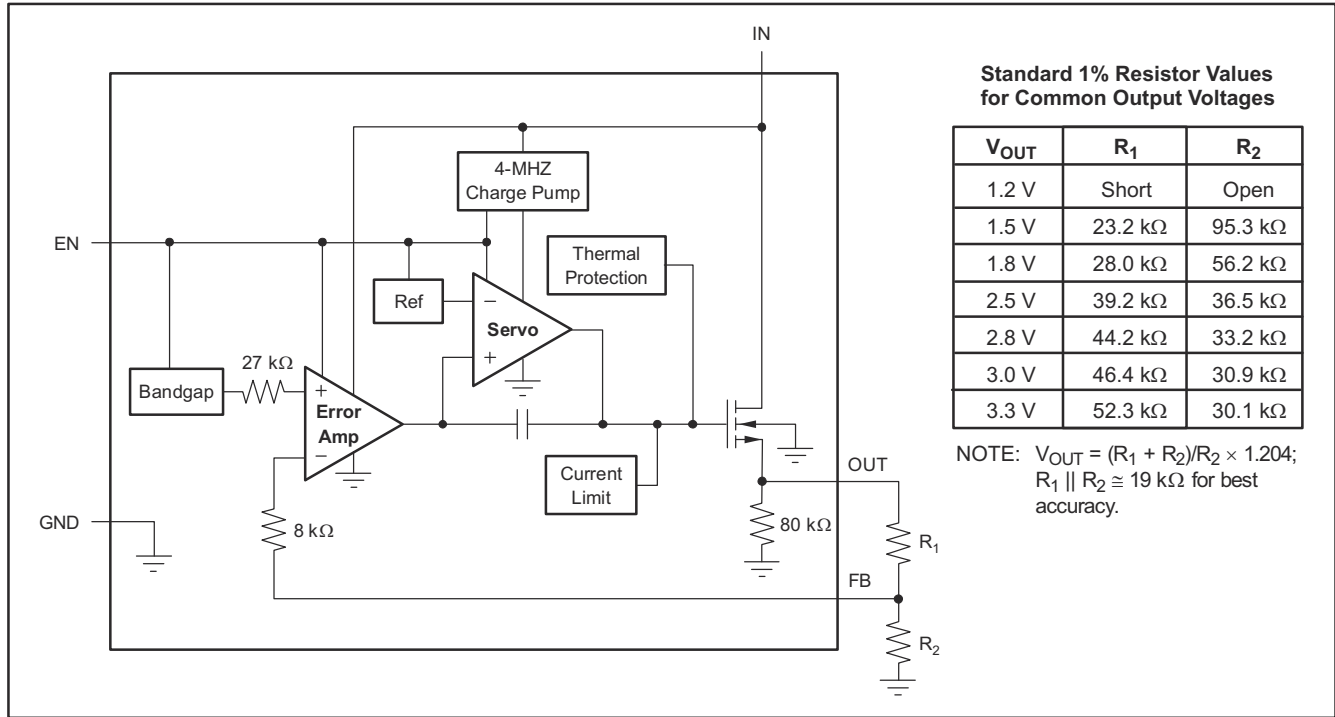 IN
4-MHZ
Charge Pump
EN
Thermal
Protection
Ref
−
Servo
+
27 kΩ
Bandgap
+
Error
Amp
−
Current
Limit
OUT
GND
8 kΩ
80 kΩ
R1
FB
R2
Standard 1% Resistor Values
for Common Output Voltages
VOUT R1 R2
1.2 V Short Open
1.5 V 23.2 kΩ 95.3 kΩ
1.8 V 28.0 kΩ 56.2 kΩ
2.5 V 39.2 kΩ 36.5 kΩ
2.8 V 44.2 kΩ 33.2 kΩ
3.0 V 46.4 kΩ 30.9 kΩ
3.3 V 52.3 kΩ 30.1 kΩ
NOTE: VOUT = (R1 + R2)/R2 × 1.204;
R1 || R2 ≅ 19 kΩ for best
accuracy.